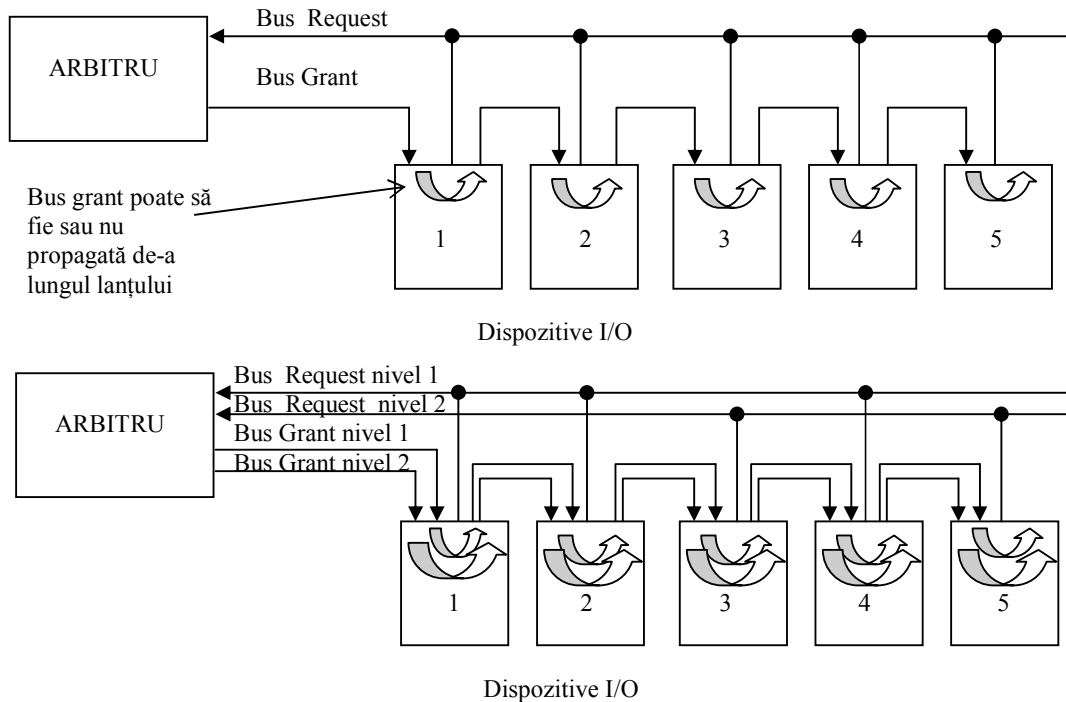 Bus Request
ARBITRU
Bus Grant
Bus grant poate să
fie sau nu
propagată de-a
lungul lanțului
1
2
3
4
5
Dispozitive I/O
Bus Request nivel 1
Bus Request nivel 2
ARBITRU
Bus Grant nivel 1
Bus Grant nivel 2
1
2
3
4
5
Dispozitive I/O